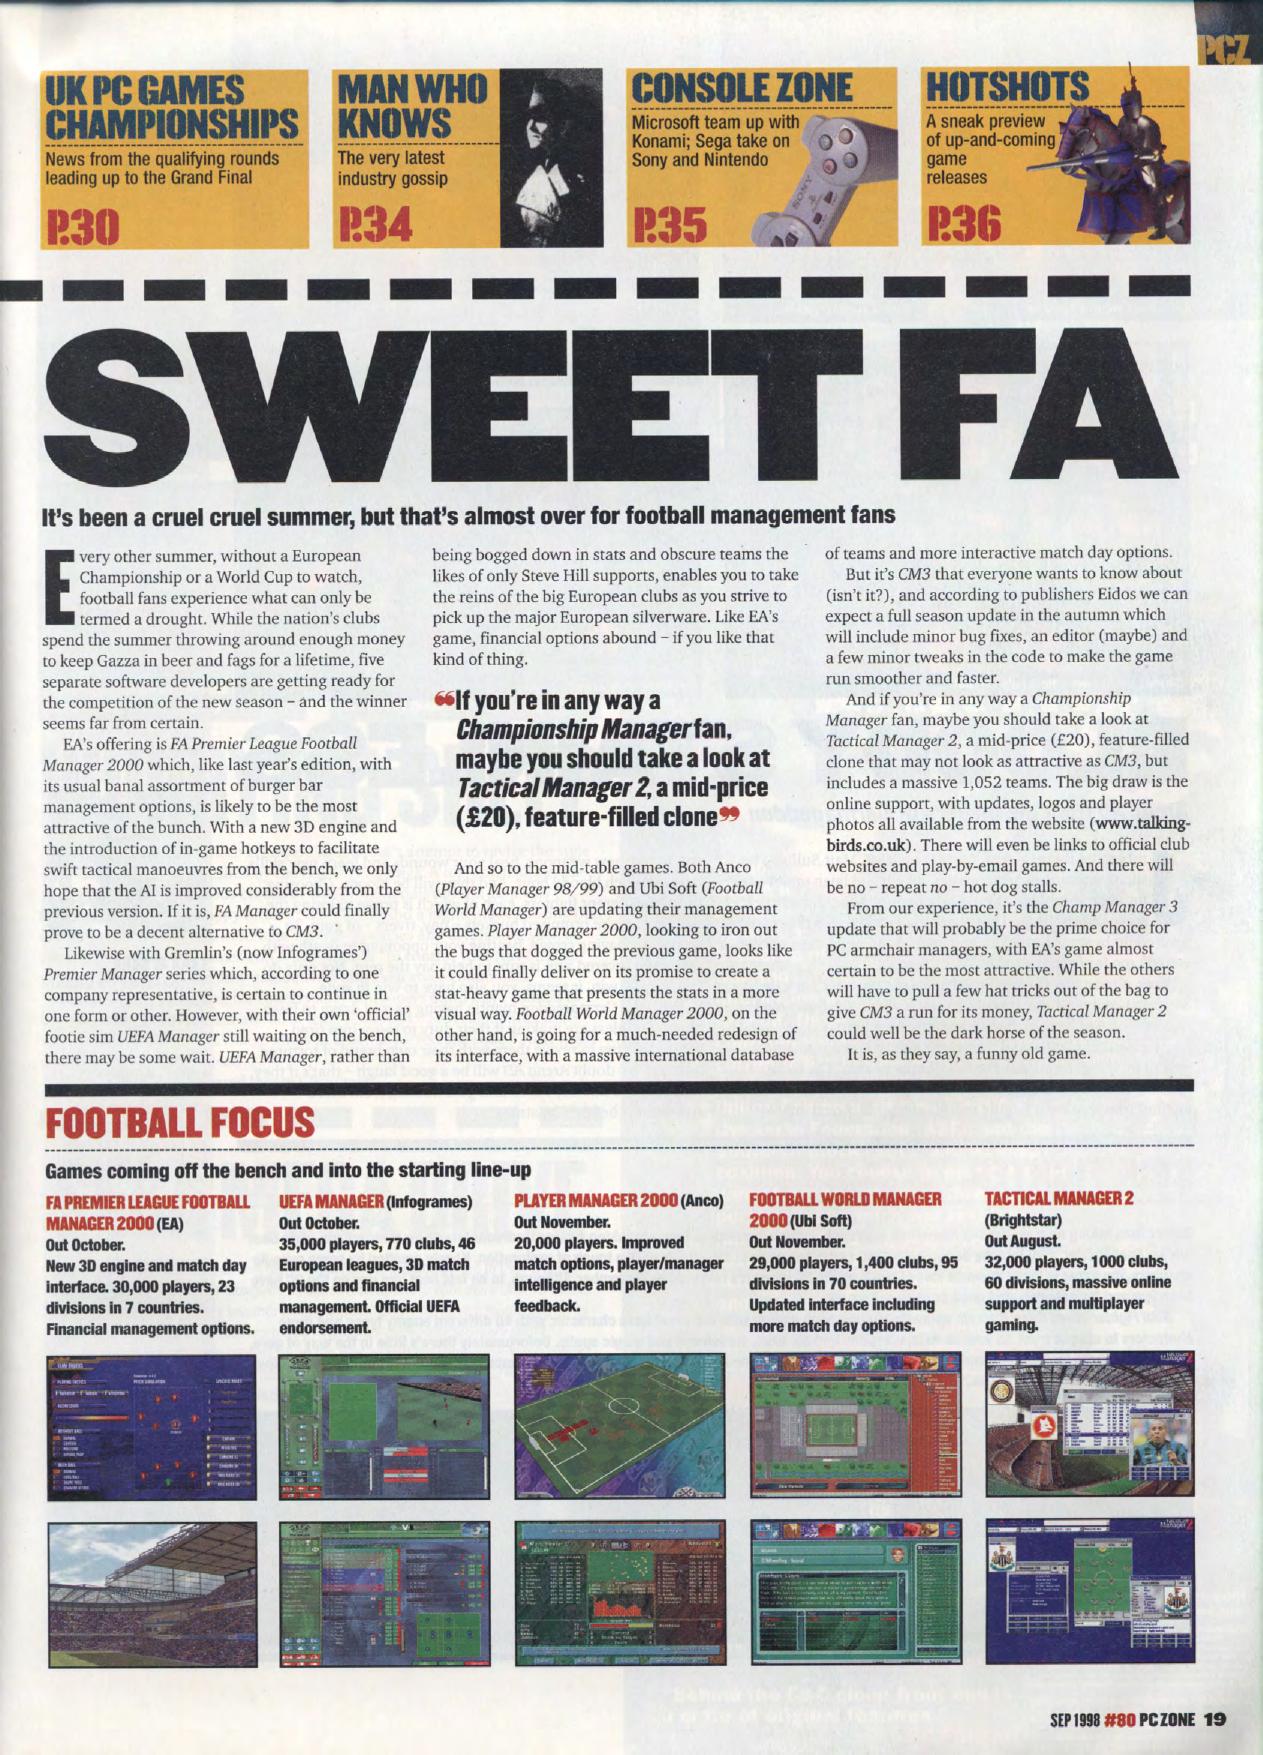 PCZ
UK PC GAMES
CHAMPIONSHIPS
News from the qualifying rounds
leading up to the Grand Final
P.30
MAN WHO
KNOWS
The very latest
industry gossip
P.34
CONSOLE ZONE
Microsoft team up with
Konami; Sega take on
Sony and Nintendo
P.35
SONY
HOTSHOTS
A sneak preview
of up-and-coming
game
releases
P.36
SWEET FA
It's been a cruel cruel summer, but that's almost over for football management fans
Every other summer, without a European
Championship or a World Cup to watch,
football fans experience what can only be
termed a drought. While the nation's clubs
spend the summer throwing around enough money
to keep Gazza in beer and fags for a lifetime, five
separate software developers are getting ready for
the competition of the new season – and the winner
seems far from certain.
EA's offering is FA Premier League Football
Manager 2000 which, like last year's edition, with
its usual banal assortment of burger bar
management options, is likely to be the most
attractive of the bunch. With a new 3D engine and
the introduction of in-game hotkeys to facilitate
swift tactical manoeuvres from the bench, we only
hope that the AI is improved considerably from the
previous version. If it is, FA Manager could finally
prove to be a decent alternative to CM3.
Likewise with Gremlin's (now Infogrames')
Premier Manager series which, according to one
company representative, is certain to continue in
one form or other. However, with their own 'official'
footie sim UEFA Manager still waiting on the bench,
there may be some wait. UEFA Manager, rather than
being bogged down in stats and obscure teams the
likes of only Steve Hill supports, enables you to take
the reins of the big European clubs as you strive to
pick up the major European silverware. Like EA's
game, financial options abound – if you like that
kind of thing.
“If you're in any way a
Championship Manager fan,
maybe you should take a look at
Tactical Manager 2, a mid-price
(£20), feature-filled clone”
And so to the mid-table games. Both Anco
(Player Manager 98/99) and Ubi Soft (Football
World Manager) are updating their management
games. Player Manager 2000, looking to iron out
the bugs that dogged the previous game, looks like
it could finally deliver on its promise to create a
stat-heavy game that presents the stats in a more
visual way. Football World Manager 2000, on the
other hand, is going for a much-needed redesign of
its interface, with a massive international database
of teams and more interactive match day options.
But it's CM3 that everyone wants to know about
(isn't it?), and according to publishers Eidos we can
expect a full season update in the autumn which
will include minor bug fixes, an editor (maybe) and
a few minor tweaks in the code to make the game
run smoother and faster.
And if you're in any way a Championship
Manager fan, maybe you should take a look at
Tactical Manager 2, a mid-price (£20), feature-filled
clone that may not look as attractive as CM3, but
includes a massive 1,052 teams. The big draw is the
online support, with updates, logos and player
photos all available from the website (www.talking-
birds.co.uk). There will even be links to official club
websites and play-by-email games. And there will
be no – repeat no – hot dog stalls.
From our experience, it's the Champ Manager 3
update that will probably be the prime choice for
PC armchair managers, with EA's game almost
certain to be the most attractive. While the others
will have to pull a few hat tricks out of the bag to
give CM3 a run for its money, Tactical Manager 2
could well be the dark horse of the season.
It is, as they say, a funny old game.
FOOTBALL FOCUS
Games coming off the bench and into the starting line-up
FA PREMIER LEAGUE FOOTBALL
MANAGER 2000 (EA)
Out October.
New 3D engine and match day
interface. 30,000 players, 23
divisions in 7 countries.
Financial management options.
UEFA MANAGER (Infogrames)
Out October.
35,000 players, 770 clubs, 46
European leagues, 3D match
options and financial
management. Official UEFA
endorsement.
PLAYER MANAGER 2000 (Anco)
Out November.
20,000 players. Improved
match options, player/manager
intelligence and player
feedback.
FOOTBALL WORLD MANAGER
2000 (Ubi Soft)
Out November.
29,000 players, 1,400 clubs, 95
divisions in 70 countries.
Updated interface including
more match day options.
TACTICAL MANAGER 2
(Brightstar)
Out August.
32,000 players, 1000 clubs,
60 divisions, massive online
support and multiplayer
gaming.
SEP 1998 #80 PC ZONE 19